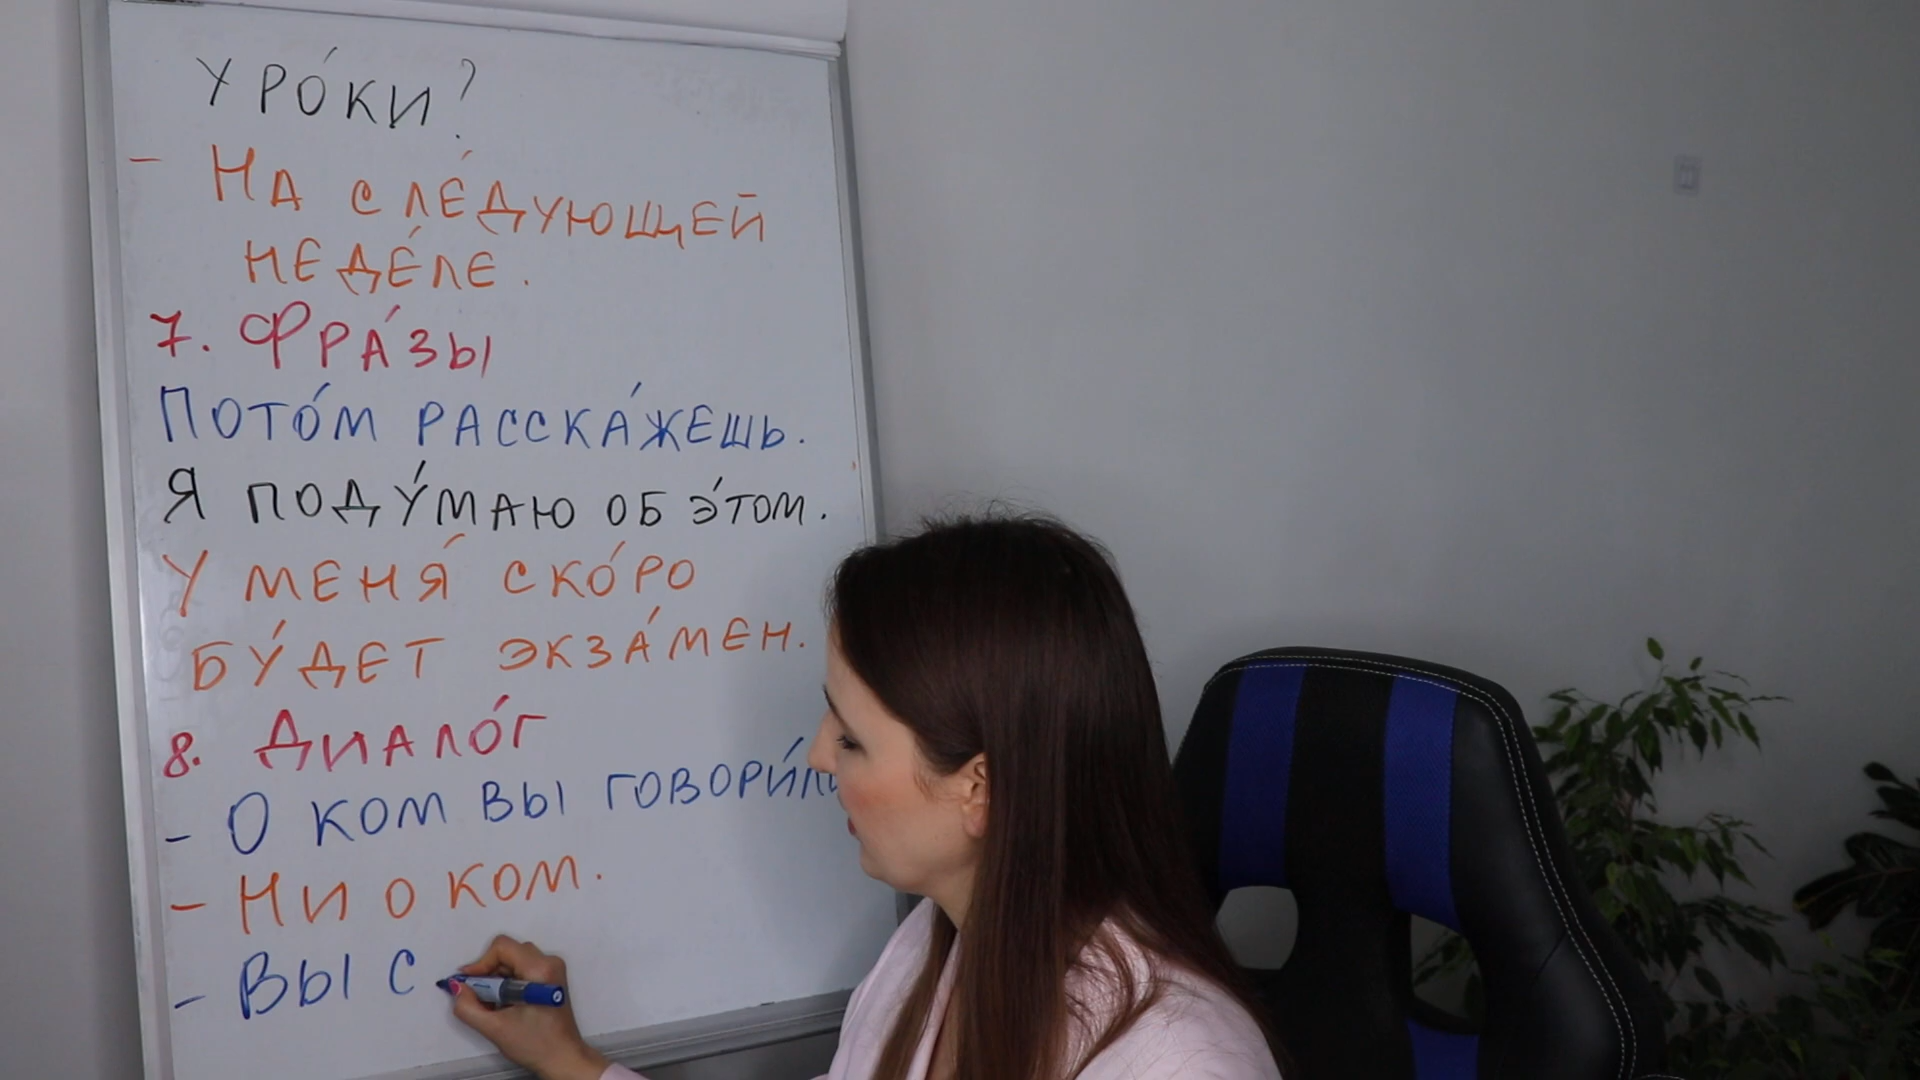 УРО́КИ?
- НА СЛЕ́ДУЮЩЕЙ
НЕДЕ́ЛЕ.
7. ФРА́ЗЫ
ПОТО́М РАССКА́ЖЕШЬ.
Я ПОДУ́МАЮ ОБ Э́ТОМ.
У МЕНЯ́ СКО́РО
БУ́ДЕТ ЭКЗА́МЕН.
8. ДИАЛО́Г
- О КОМ ВЫ
- НИ О КОМ.
- ВЫ С